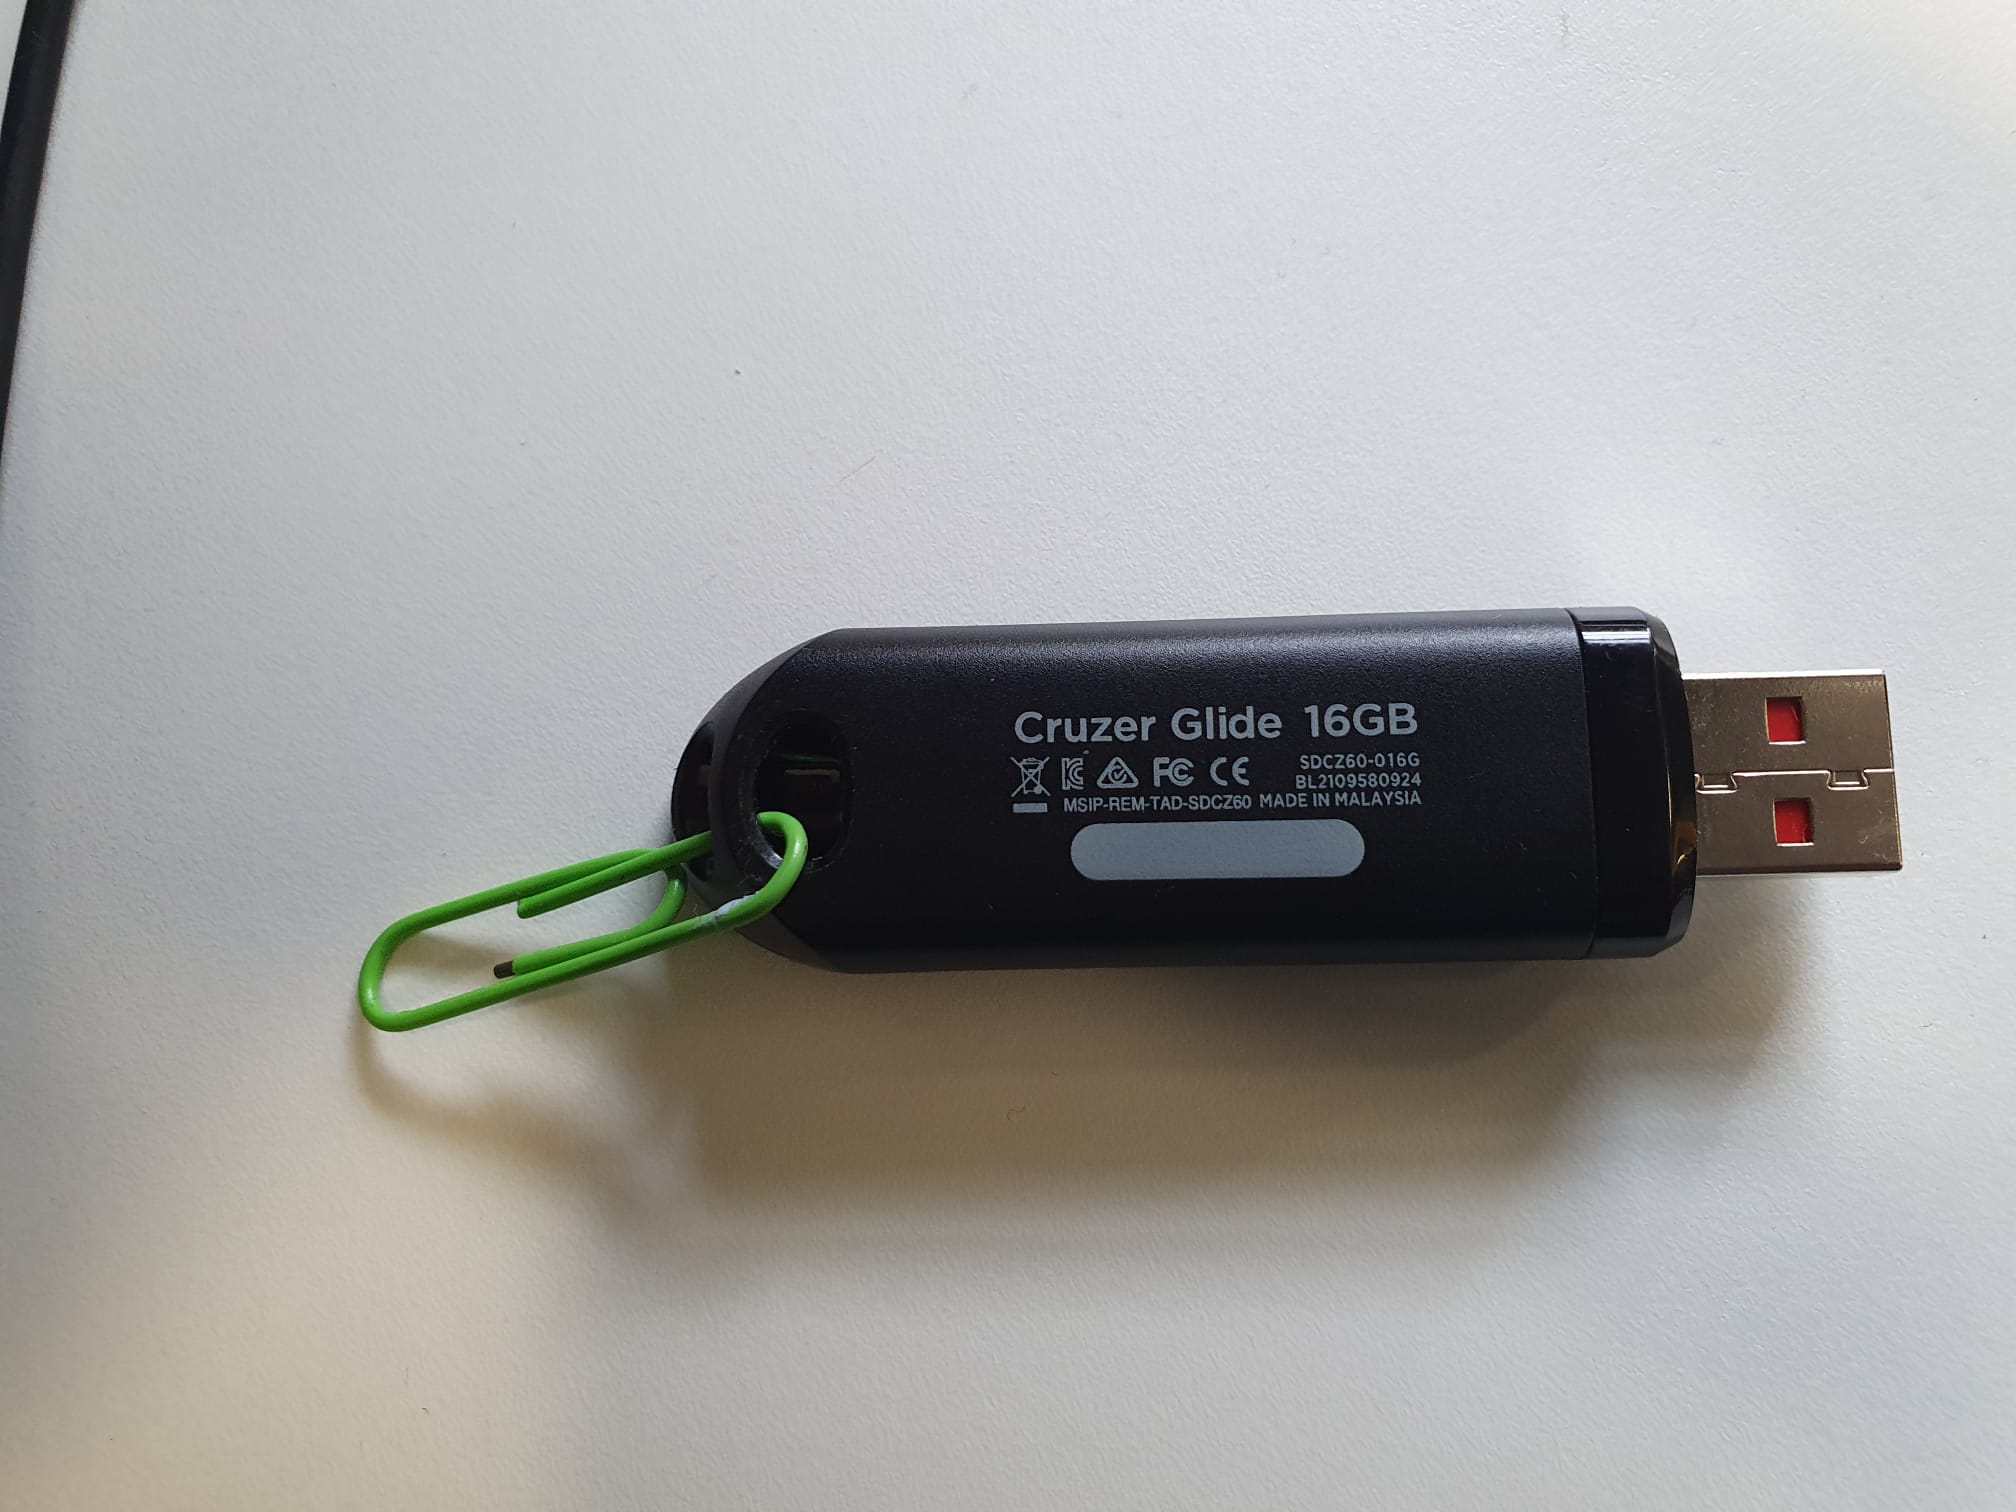 Cruzer Glide 16GB
FC CE SDCZ60-016G
BL2109580924
MSIP-REM-TAD-SDCZ60 MADE IN MALAYSIA